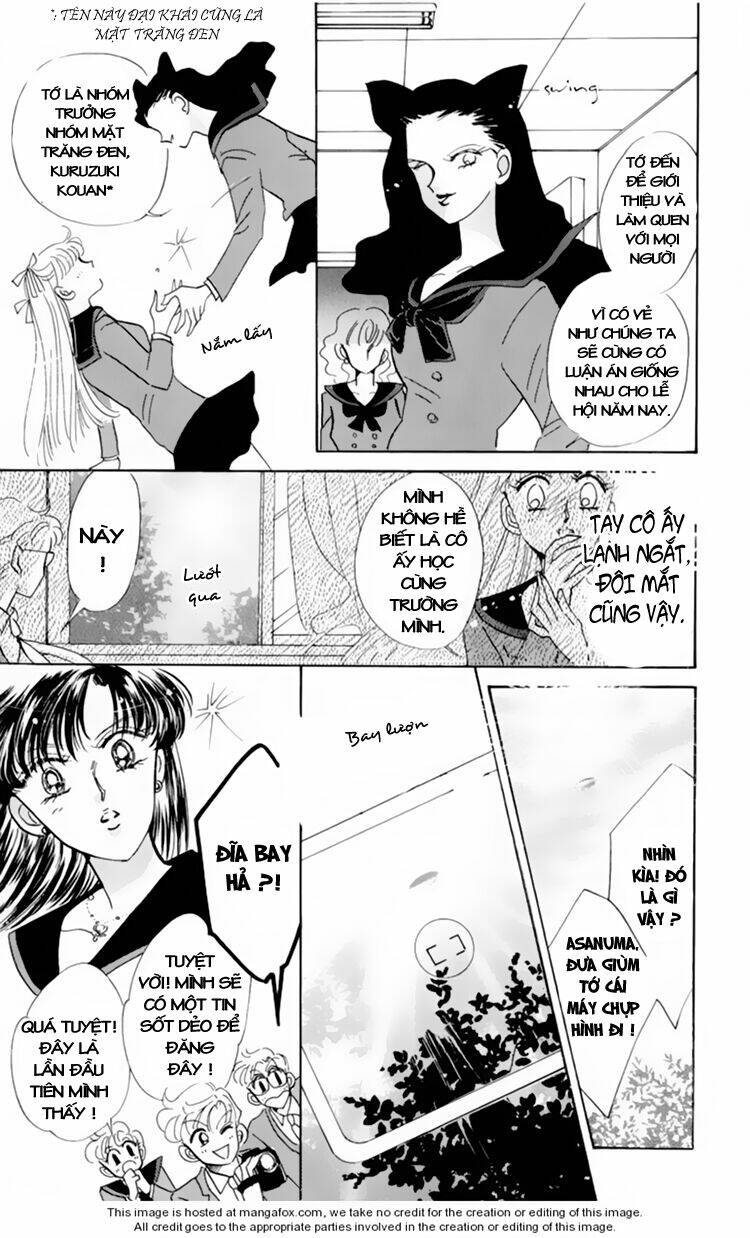 *: TÊN NÀY ĐẠI KHÁI CŨNG LÀ
MẶT TRĂNG ĐEN
swing
TỚ ĐẾN
ĐỂ GIỚI
THIỆU VÀ
LÀM QUEN
VỚI MỌI
NGƯỜI
VÌ CÓ VẺ
NHƯ CHÚNG TA
SẼ CÙNG CÓ
LUẬN ÁN GIỐNG
NHAU CHO LỄ
HỘI NĂM NAY.
TỚ LÀ NHÓM
TRƯỞNG
NHÓM MẶT
TRĂNG ĐEN,
KURUZUKI
KOUAN*
Nắm lấy
TAY CÔ ẤY
LẠNH NGẮT,
ĐÔI MẮT
CŨNG VẬY.
MÌNH
KHÔNG HỀ
BIẾT LÀ CÔ
ẤY HỌC
CÙNG
TRƯỜNG
MÌNH.
Lướt
qua
NÀY
!
NHÌN
KÌA! ĐÓ
LÀ GÌ
VẬY ?
ASANUMA,
ĐƯA GIÙM
TỚ CÁI
MÁY CHỤP
HÌNH ĐI !
Bay lượn
ĐĨA BAY
HẢ ?!
TUYỆT
VỜI! MÌNH SẼ
CÓ MỘT TIN
SỐT DẺO ĐỂ
ĐĂNG
ĐÂY !
QUÁ TUYỆT!
ĐÂY LÀ
LẦN ĐẦU
TIÊN MÌNH
THẤY !
This image is hosted at mangafox.com, we take no credit for the creation or editing of this image.
All credit goes to the appropriate parties involved in the creation or editing of this image.